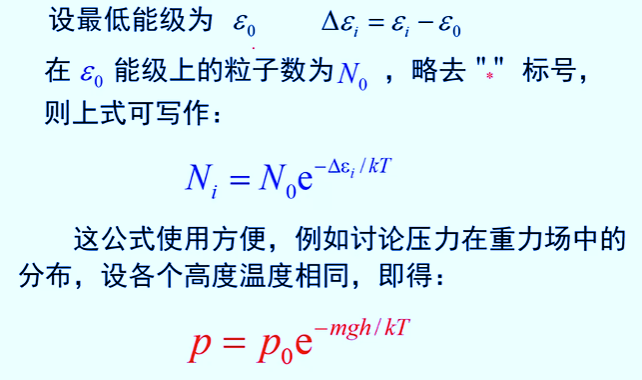 设最低能级为 ε₀ Δεᵢ = εᵢ − ε₀
在 ε₀ 能级上的粒子数为 N₀ ，略去 "*" 标号，
则上式可写作：
Nᵢ = N₀e^(−Δεᵢ/kT)
这公式使用方便，例如讨论压力在重力场中的
分布，设各个高度温度相同，即得：
p = p₀e^(−mgh/kT)